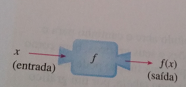 x
(entrada)
f
f(x)
(saída)